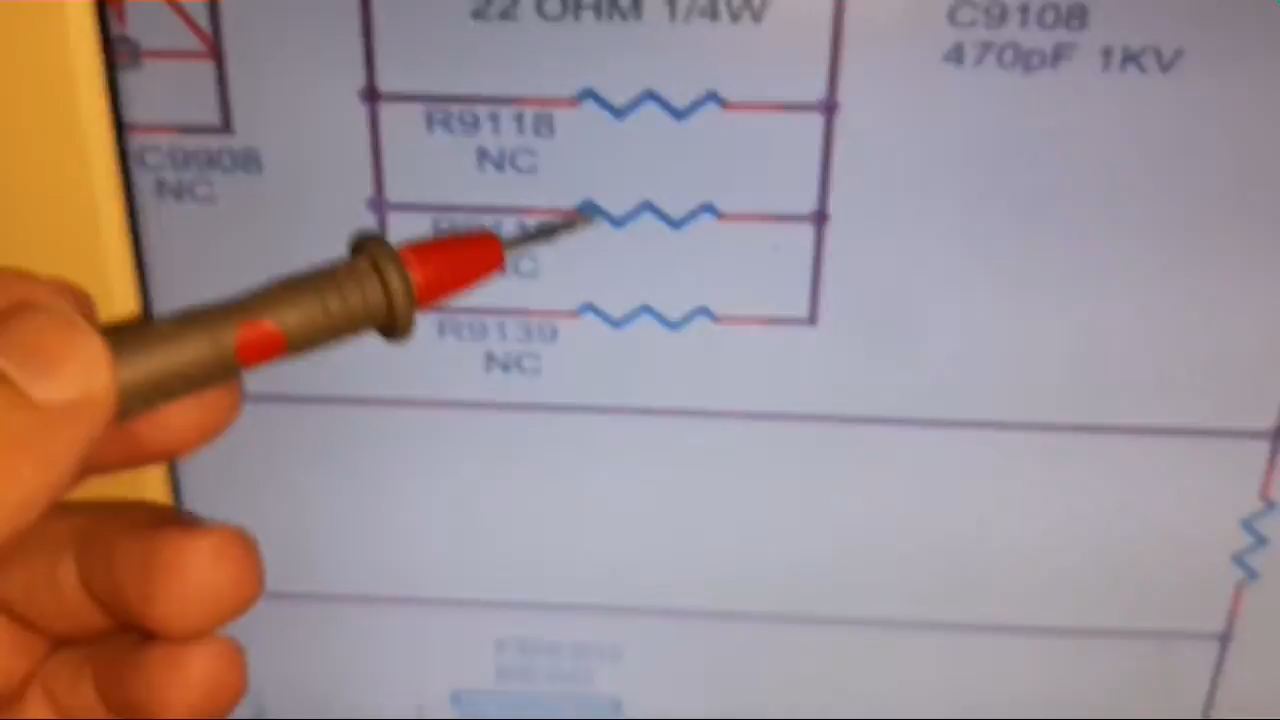 22 OHM 1/4W
C9108
470pF 1KV
R9118
NC
C9908
NC
R9139
NC